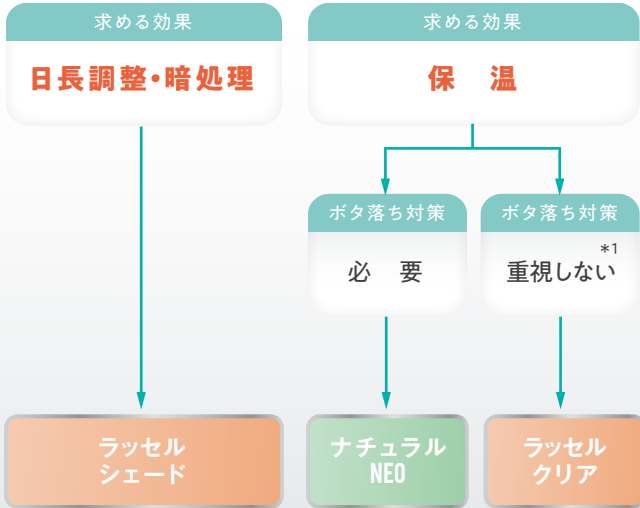 求める効果
日長調整・暗処理
求める効果
保 温
ボタ落ち対策
必 要
ボタ落ち対策
*1
重視しない
ラッセル
シェード
ナチュラル
NEO
ラッセル
クリア